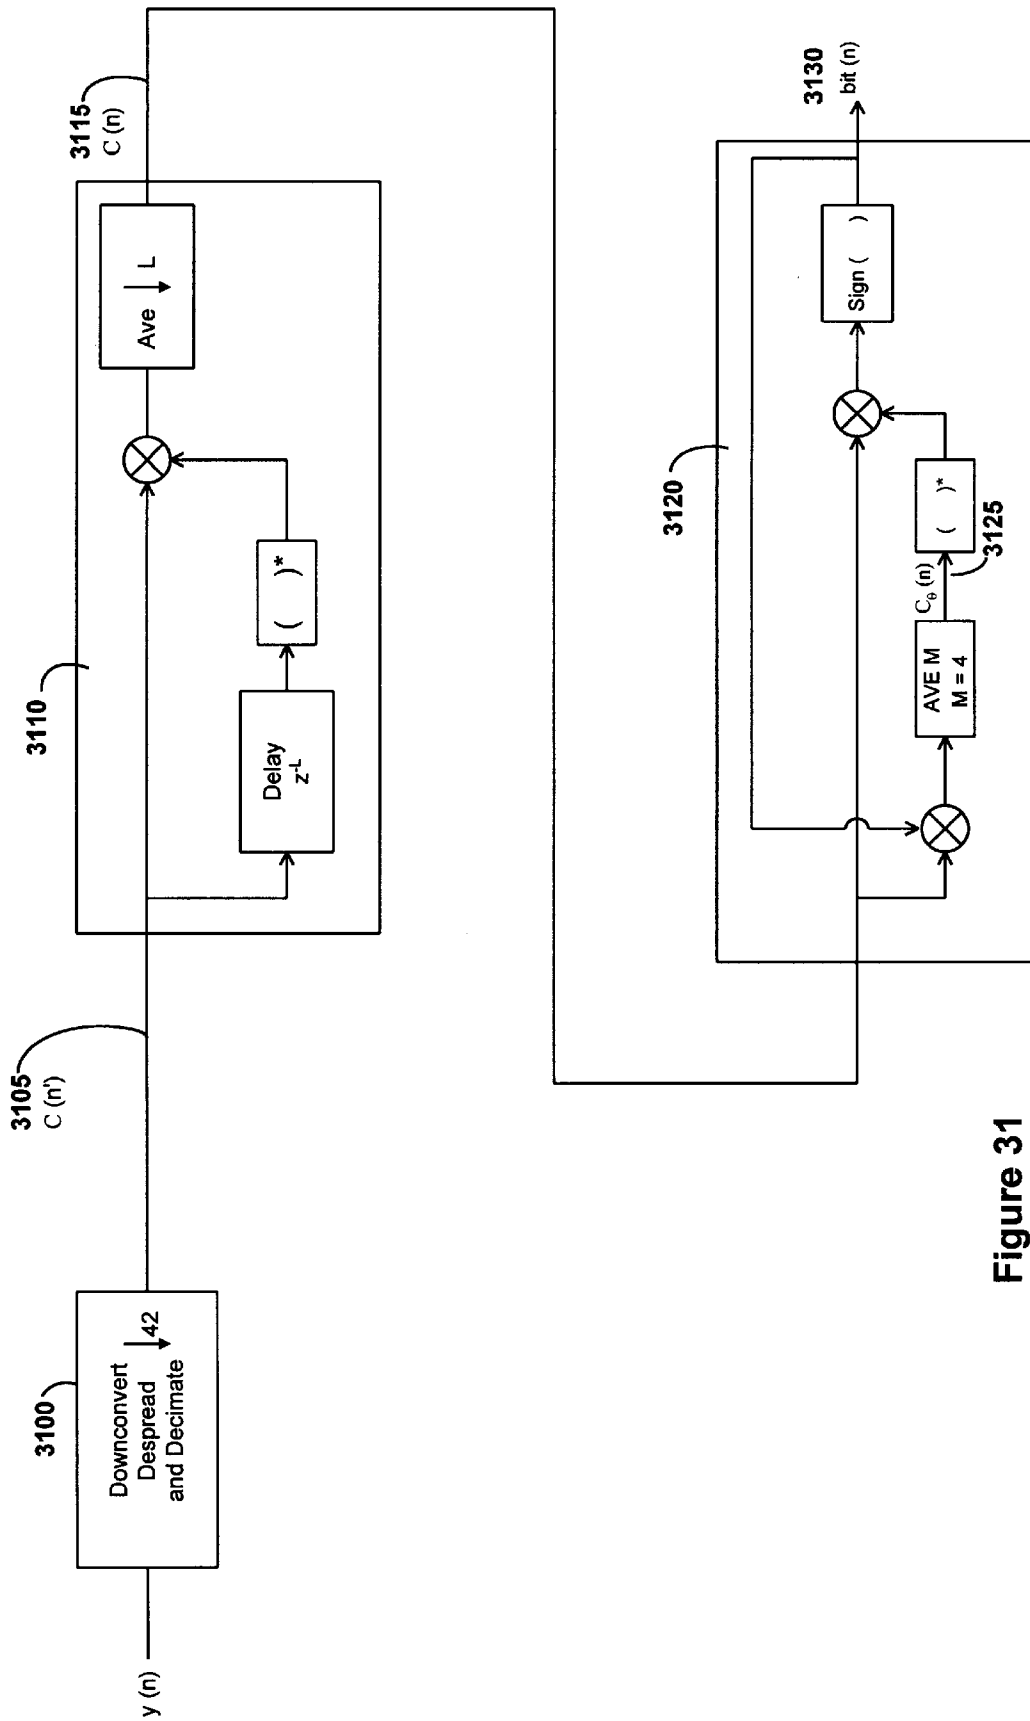 y (n)
3100
Downconvert
Despread
and Decimate
↓42
3105
C (n')
3110
Delay
z-L
( )*
Ave ↓ L
3115
C (n)
3120
AVE M
M = 4
Cθ (n)
3125
( )*
Sign ( )
3130
bit (n)
Figure 31